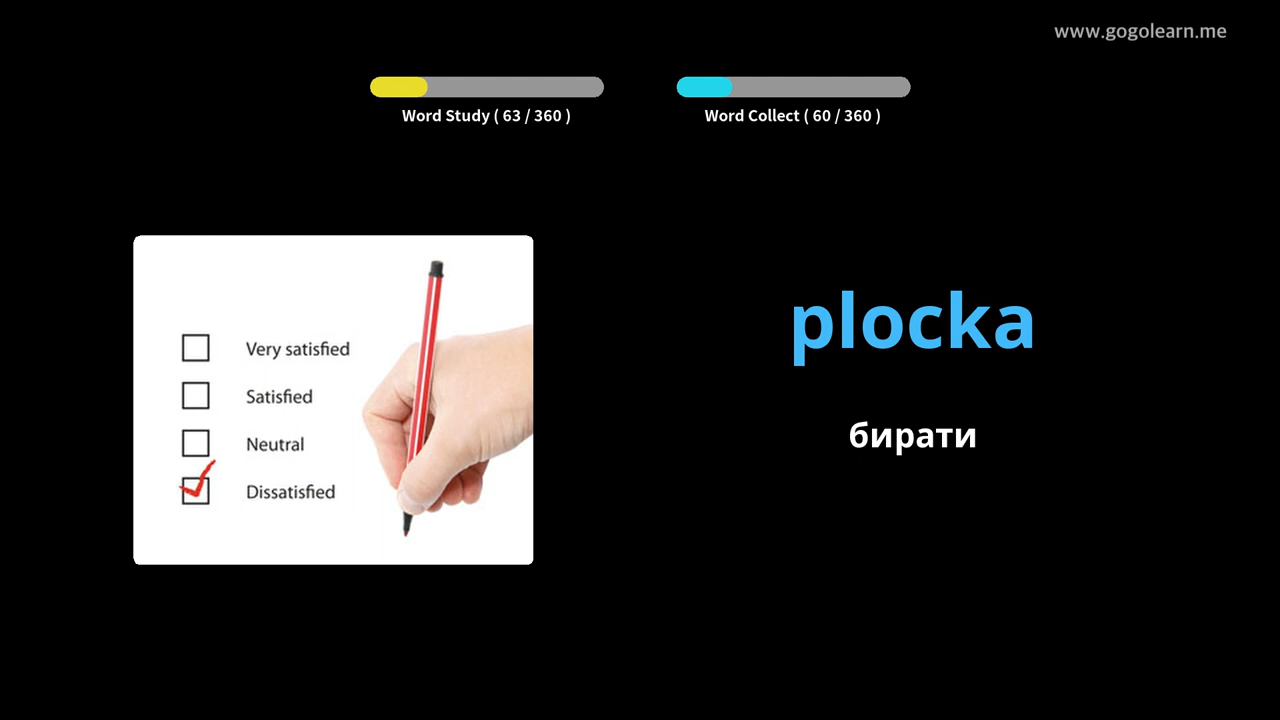 www.gogolearn.me
Word Study ( 63 / 360 )
Word Collect ( 60 / 360 )
Very satisfied
Satisfied
Neutral
Dissatisfied
plocka
бирати